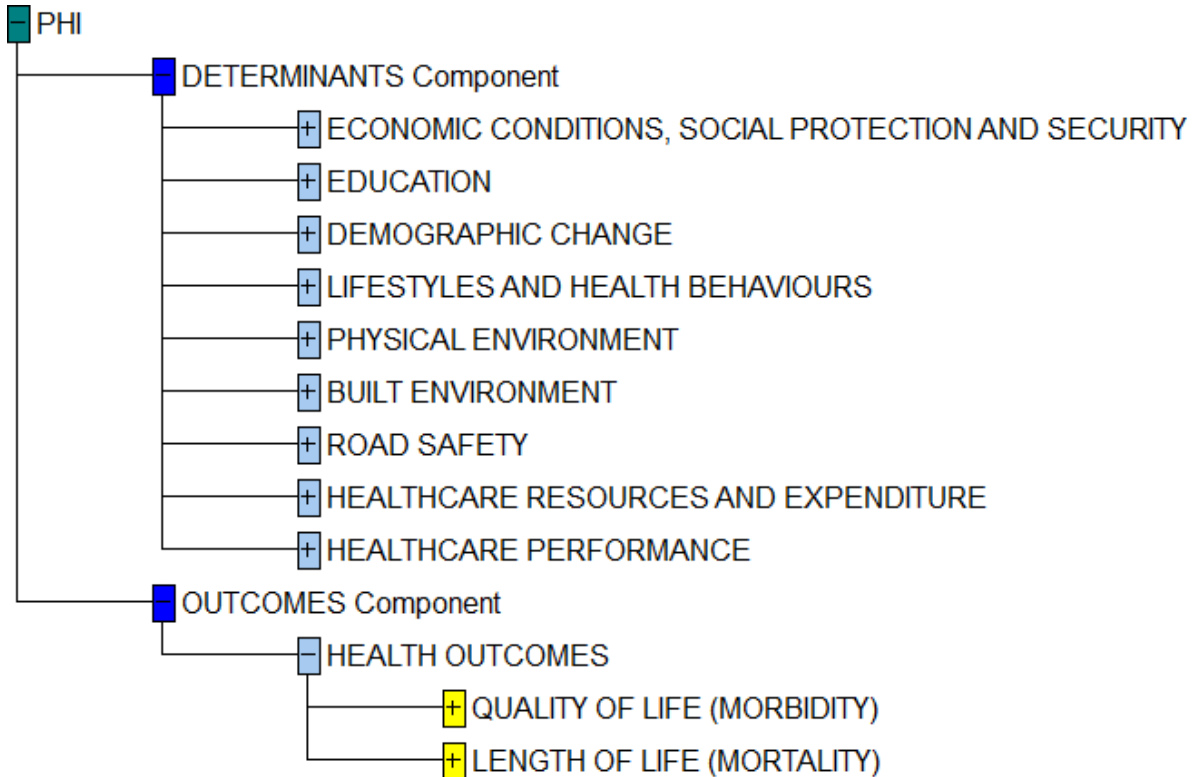 PHI
DETERMINANTS Component
ECONOMIC CONDITIONS, SOCIAL PROTECTION AND SECURITY
EDUCATION
DEMOGRAPHIC CHANGE
LIFESTYLES AND HEALTH BEHAVIOURS
PHYSICAL ENVIRONMENT
BUILT ENVIRONMENT
ROAD SAFETY
HEALTHCARE RESOURCES AND EXPENDITURE
HEALTHCARE PERFORMANCE
OUTCOMES Component
HEALTH OUTCOMES
QUALITY OF LIFE (MORBIDITY)
LENGTH OF LIFE (MORTALITY)